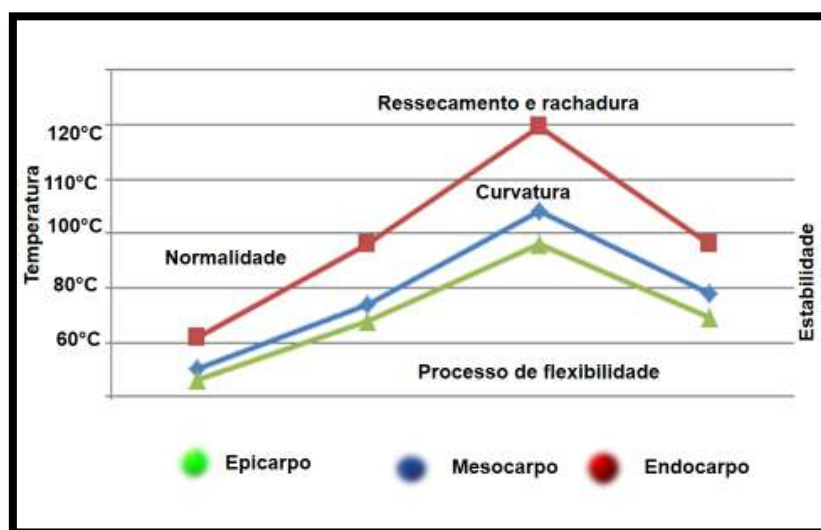 Ressecamento e rachadura
120°C
110°C
Curvatura
100°C
Normalidade
80°C
60°C
Processo de flexibilidade
Temperatura
Estabilidade
Epicarpo
Mesocarpo
Endocarpo